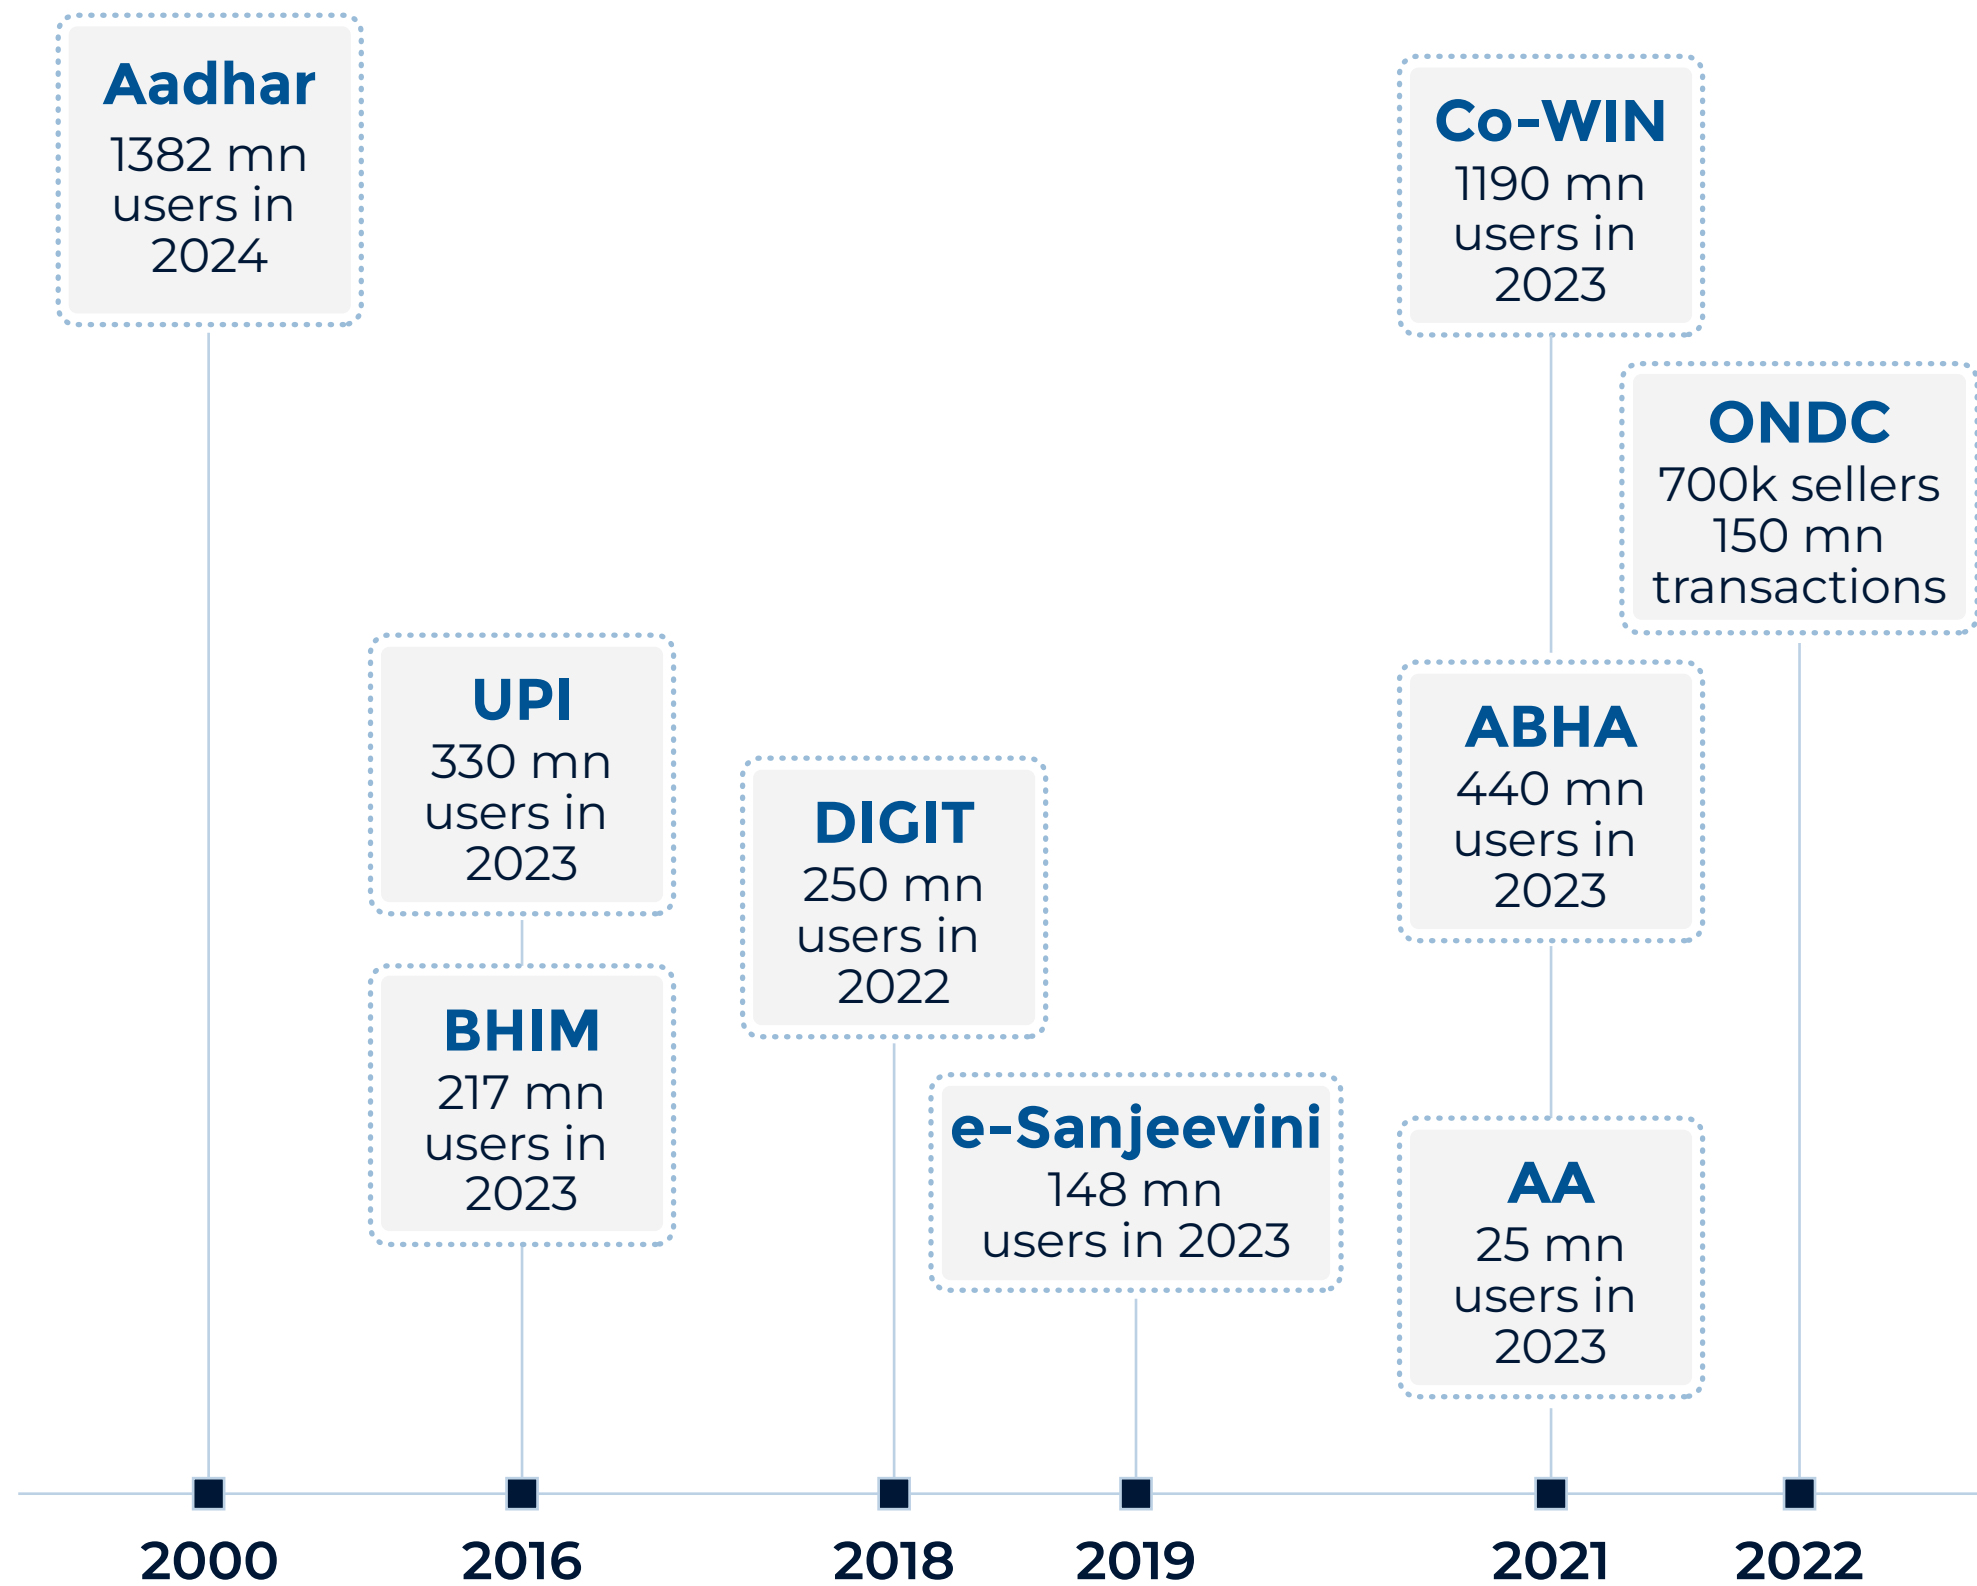 Aadhar
1382 mn
users in
2024
Co-WIN
1190 mn
users in
2023
ONDC
700k sellers
150 mn
transactions
UPI
330 mn
users in
2023
BHIM
217 mn
users in
2023
DIGIT
250 mn
users in
2022
e-Sanjeevini
148 mn
users in 2023
ABHA
440 mn
users in
2023
AA
25 mn
users in
2023
2000
2016
2018
2019
2021
2022